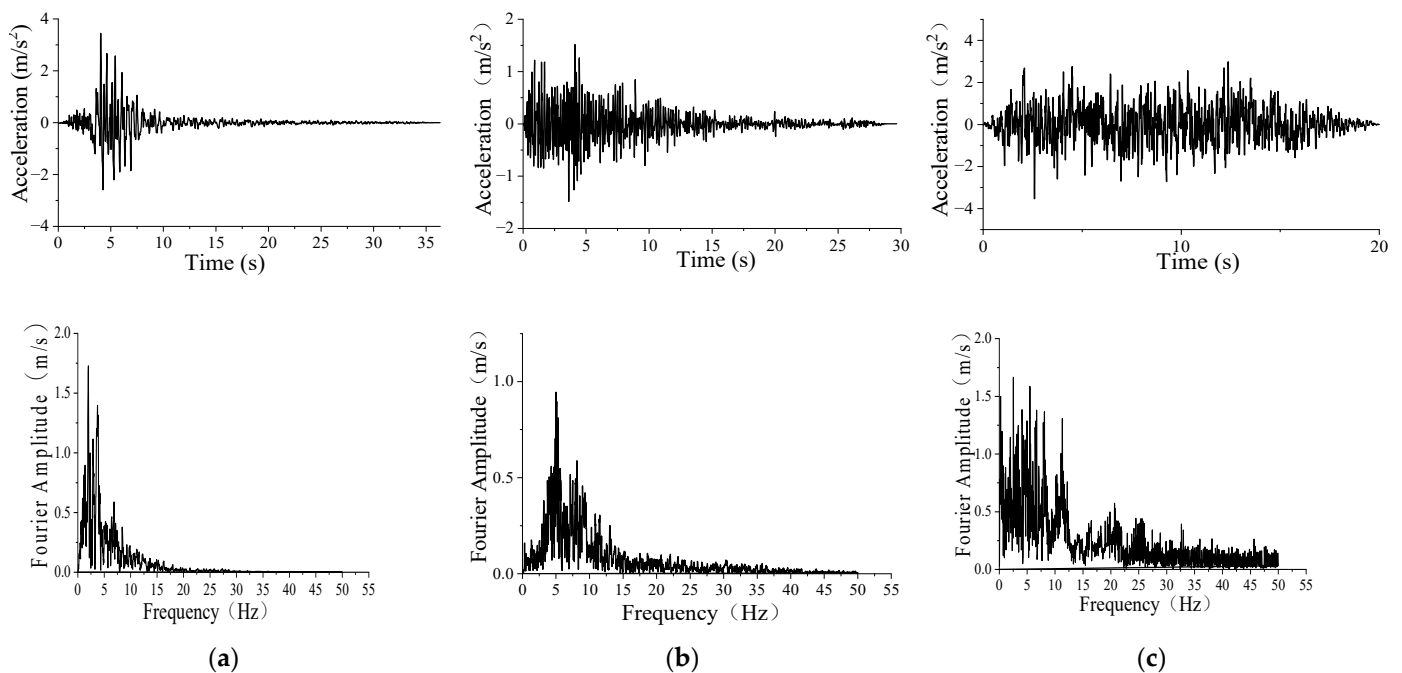 4
2
0
−2
−4
Acceleration (m/s²)
0 5 10 15 20 25 30 35
Time (s)
2
1
0
−1
−2
Acceleration（m/s²）
0 5 10 15 20 25 30
Time (s)
4
2
0
−2
−4
Acceleration（m/s²）
0 10 20
Time (s)
2.0
1.5
1.0
0.5
0.0
Fourier Amplitude（m/s）
0 5 10 15 20 25 30 35 40 45 50 55
Frequency（Hz）
1.0
0.5
0.0
Fourier Amplitude（m/s）
0 5 10 15 20 25 30 35 40 45 50 55
Frequency（Hz）
2.0
1.5
1.0
0.5
0.0
Fourier Amplitude（m/s）
0 5 10 15 20 25 30 35 40 45 50 55
Frequency（Hz）
(a) (b) (c)